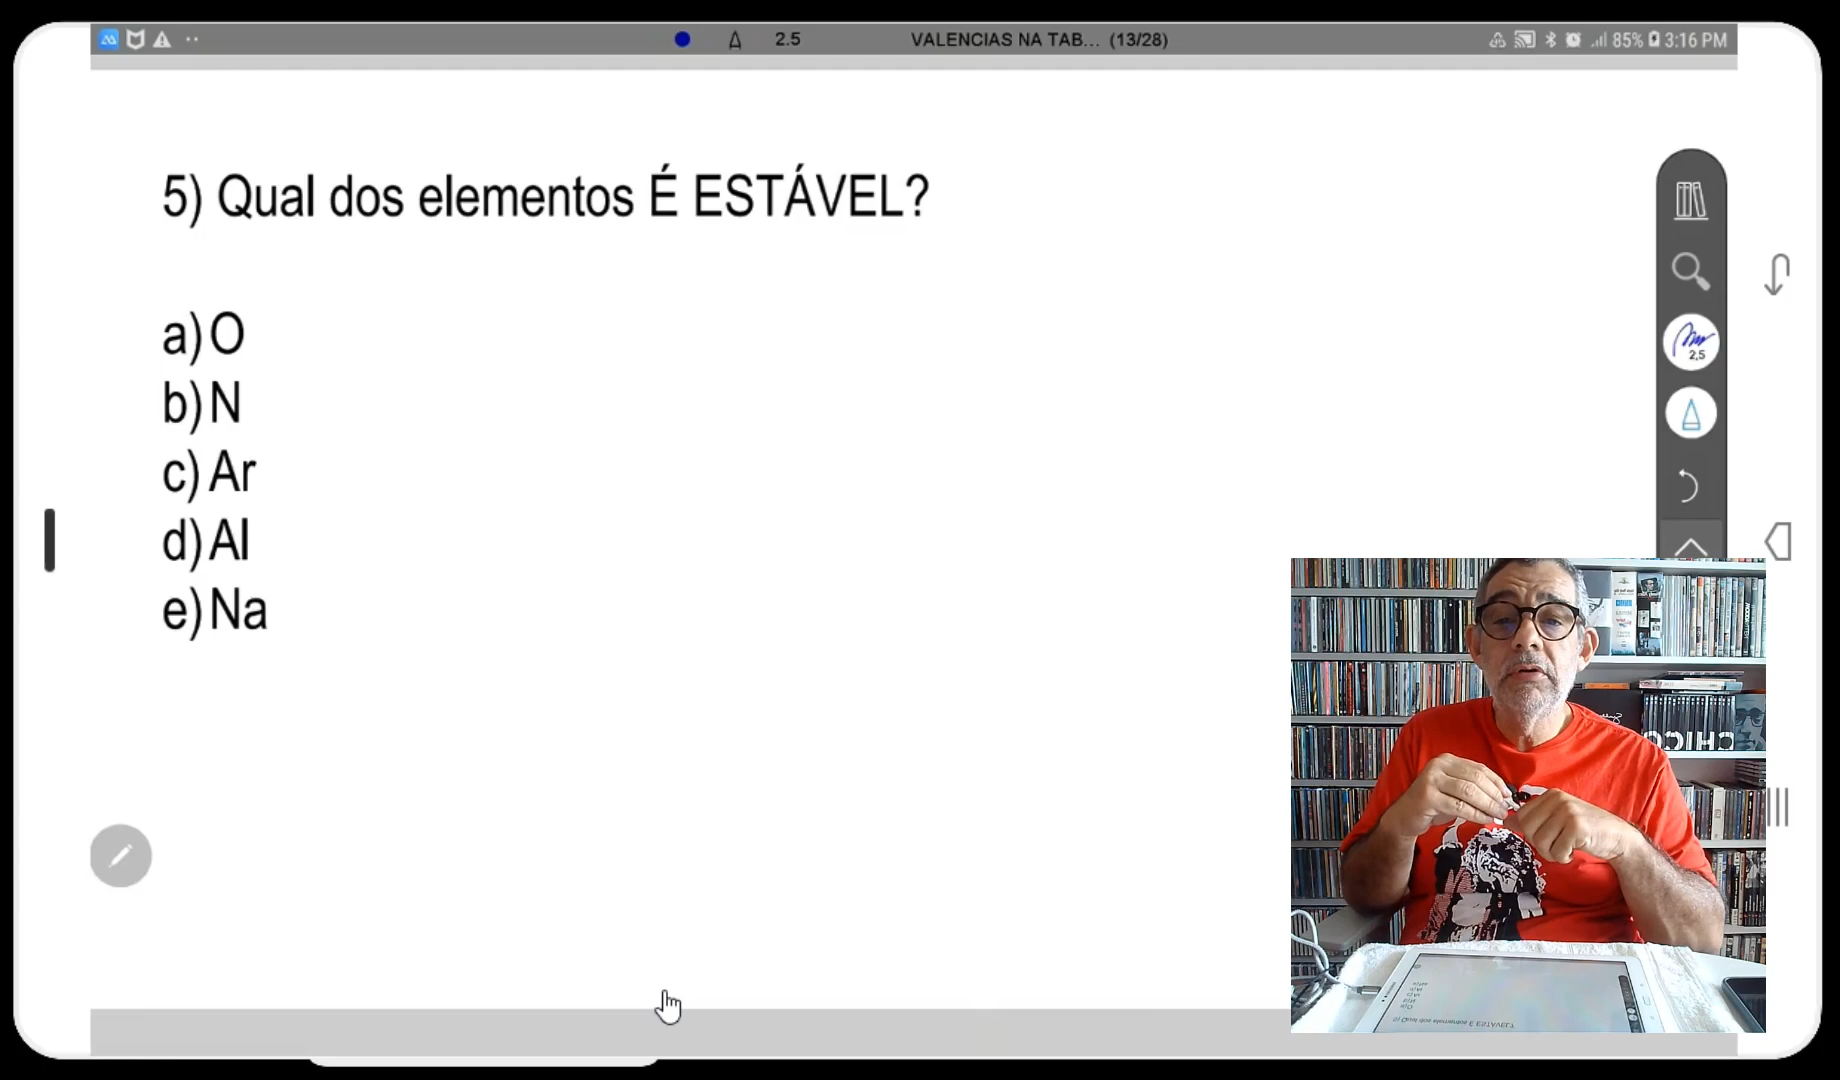 2.5
VALENCIAS NA TAB... (13/28)
85% 3:16 PM
5) Qual dos elementos É ESTÁVEL?
a) O
b) N
c) Ar
d) Al
e) Na
2,5
CHICO